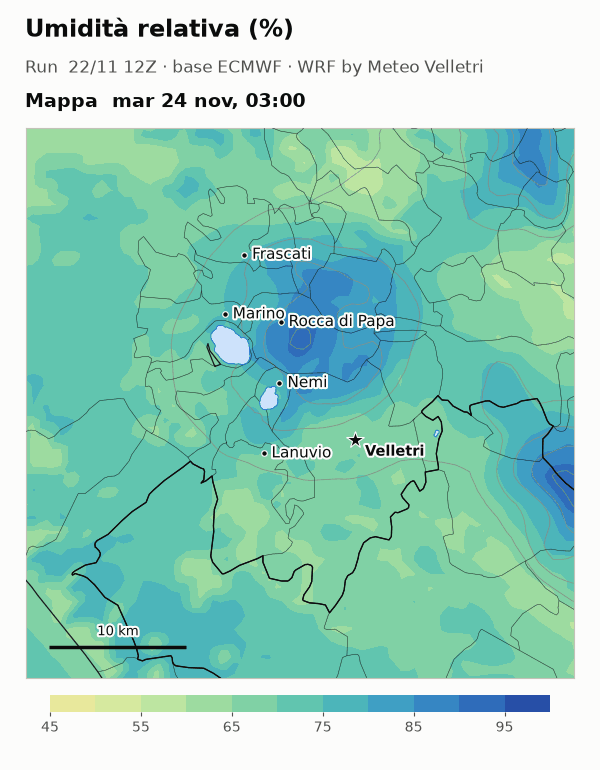 Umidità relativa (%)
Run  22/11 12Z · base ECMWF · WRF by Meteo Velletri
Mappa  mar 24 nov, 03:00
Frascati
Marino
Rocca di Papa
Nemi
Velletri
Lanuvio
10 km
45 55 65 75 85 95